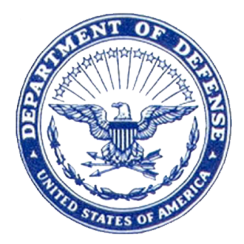 DEPARTMENT OF DEFENSE
UNITED STATES OF AMERICA